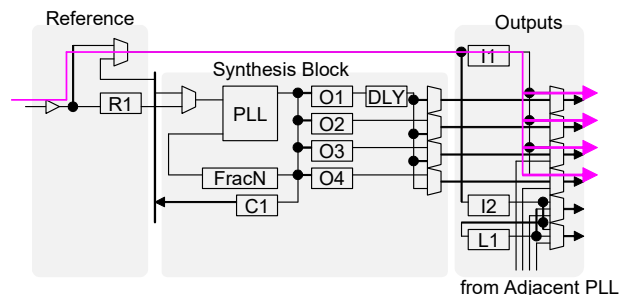 Reference
Outputs
Synthesis Block
I1
R1
PLL
O1
DLY
O2
O3
FracN
O4
C1
I2
L1
from Adjacent PLL